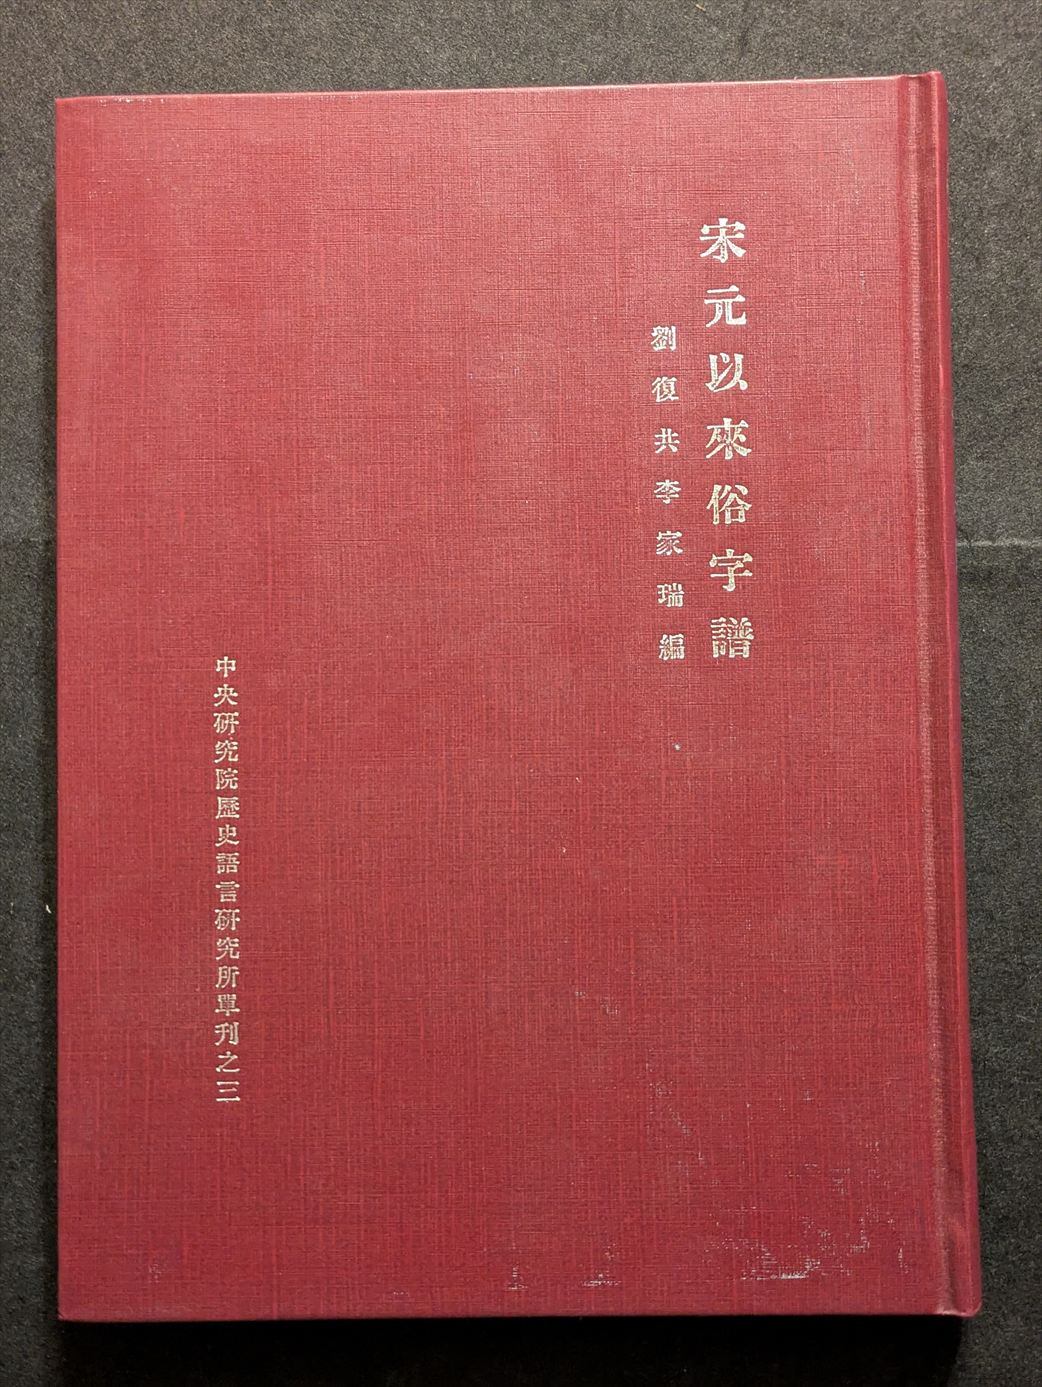 宋元以來俗字譜
劉復共李家瑞編
中央研究院歷史語言研究所單刊之三